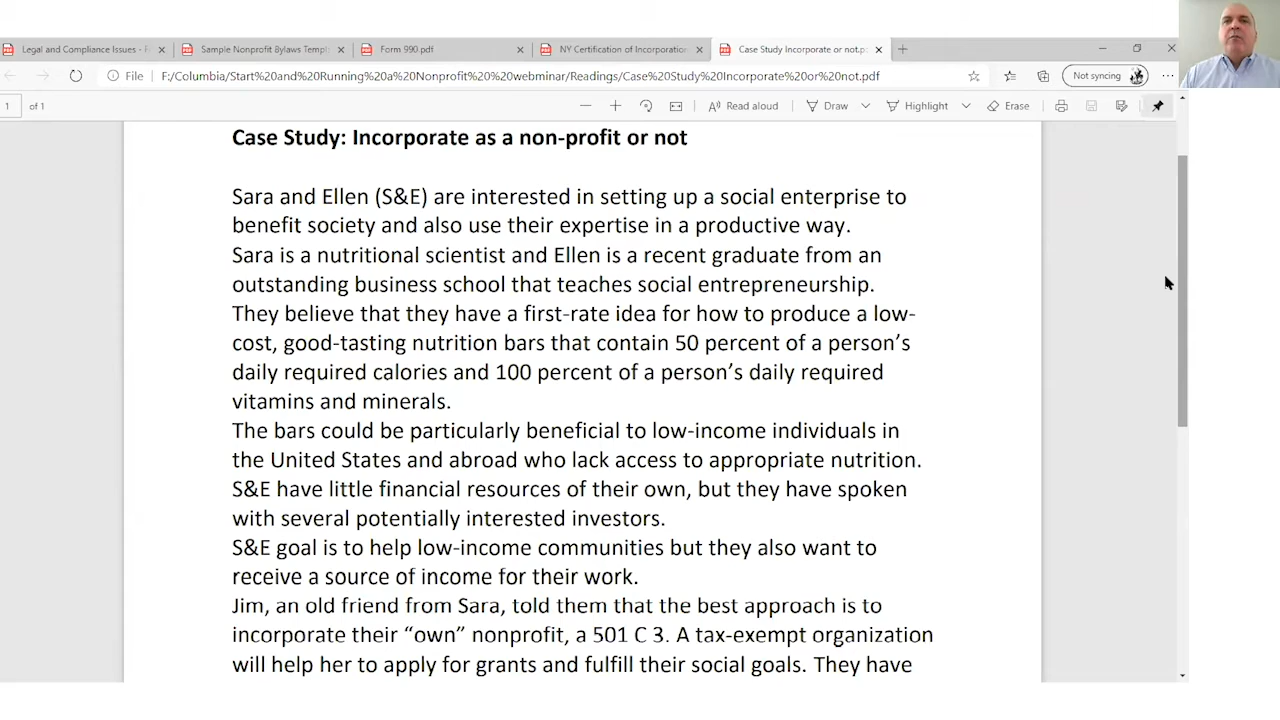 Legal and Compliance Issues - F
Sample Nonprofit Bylaws Templ
Form 990.pdf
NY Certification of Incorporation
Case Study Incorporate or not.p
File
F:/Columbia/Start%20and%20Running%20a%20Nonprofit%20%20webminar/Readings/Case%20Study%20Incorporate%20or%20not.pdf
Not syncing
1 of 1
Read aloud
Draw
Highlight
Erase
Case Study: Incorporate as a non-profit or not
Sara and Ellen (S&E) are interested in setting up a social enterprise to
benefit society and also use their expertise in a productive way.
Sara is a nutritional scientist and Ellen is a recent graduate from an
outstanding business school that teaches social entrepreneurship.
They believe that they have a first-rate idea for how to produce a low-
cost, good-tasting nutrition bars that contain 50 percent of a person’s
daily required calories and 100 percent of a person’s daily required
vitamins and minerals.
The bars could be particularly beneficial to low-income individuals in
the United States and abroad who lack access to appropriate nutrition.
S&E have little financial resources of their own, but they have spoken
with several potentially interested investors.
S&E goal is to help low-income communities but they also want to
receive a source of income for their work.
Jim, an old friend from Sara, told them that the best approach is to
incorporate their “own” nonprofit, a 501 C 3. A tax-exempt organization
will help her to apply for grants and fulfill their social goals. They have